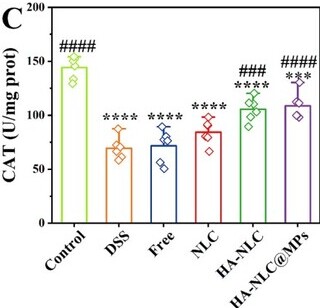 C
CAT (U/mg prot)
200
150
100
50
0
####
****
****
****
###
****
####
***
Control
DSS
Free
NLC
HA-NLC
HA-NLC@MPs